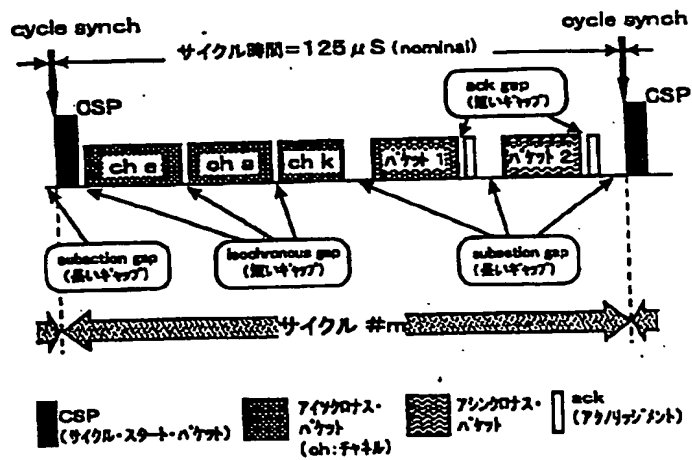 cycle synch
cycle synch
サイクル時間=125μS (nominal)
CSP
ack gap
(短いギャップ)
CSP
ch e
ch s
ch k
パケット 1
パケット 2
subaction gap
(長いギャップ)
isochronous gap
(短いギャップ)
subaction gap
(長いギャップ)
サイクル #m
CSP
(サイクル・スタート・パケット)
アイソクロナス・
パケット
(ch:チャネル)
アシンクロナス・
パケット
ack
(アクノリッジメント)